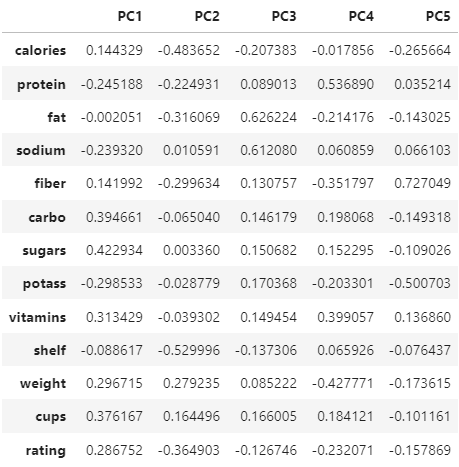 PC1 PC2 PC3 PC4 PC5
calories 0.144329 -0.483652 -0.207383 -0.017856 -0.265664
protein -0.245188 -0.224931 0.089013 0.536890 0.035214
fat -0.002051 -0.316069 0.626224 -0.214176 -0.143025
sodium -0.239320 0.010591 0.612080 0.060859 0.066103
fiber 0.141992 -0.299634 0.130757 -0.351797 0.727049
carbo 0.394661 -0.065040 0.146179 0.198068 -0.149318
sugars 0.422934 0.003360 0.150682 0.152295 -0.109026
potass -0.298533 -0.028779 0.170368 -0.203301 -0.500703
vitamins 0.313429 -0.039302 0.149454 0.399057 0.136860
shelf -0.088617 -0.529996 -0.137306 0.065926 -0.076437
weight 0.296715 0.279235 0.085222 -0.427771 -0.173615
cups 0.376167 0.164496 0.166005 0.184121 -0.101161
rating 0.286752 -0.364903 -0.126746 -0.232071 -0.157869